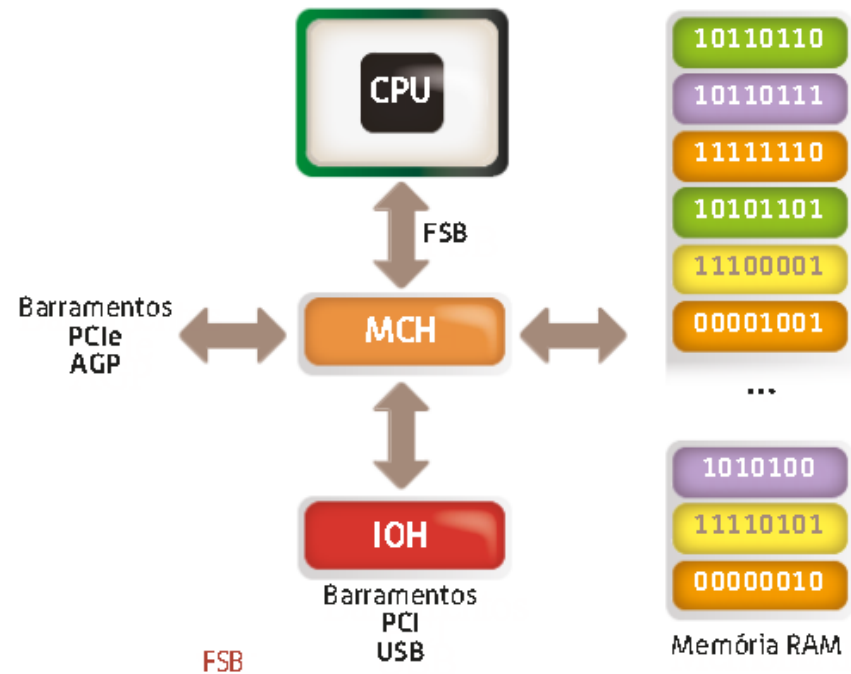 CPU
FSB
Barramentos
PCIe
AGP
MCH
IOH
Barramentos
PCI
USB
FSB
10110110
10110111
11111110
10101101
11100001
00001001
...
1010100
11110101
00000010
Memória RAM